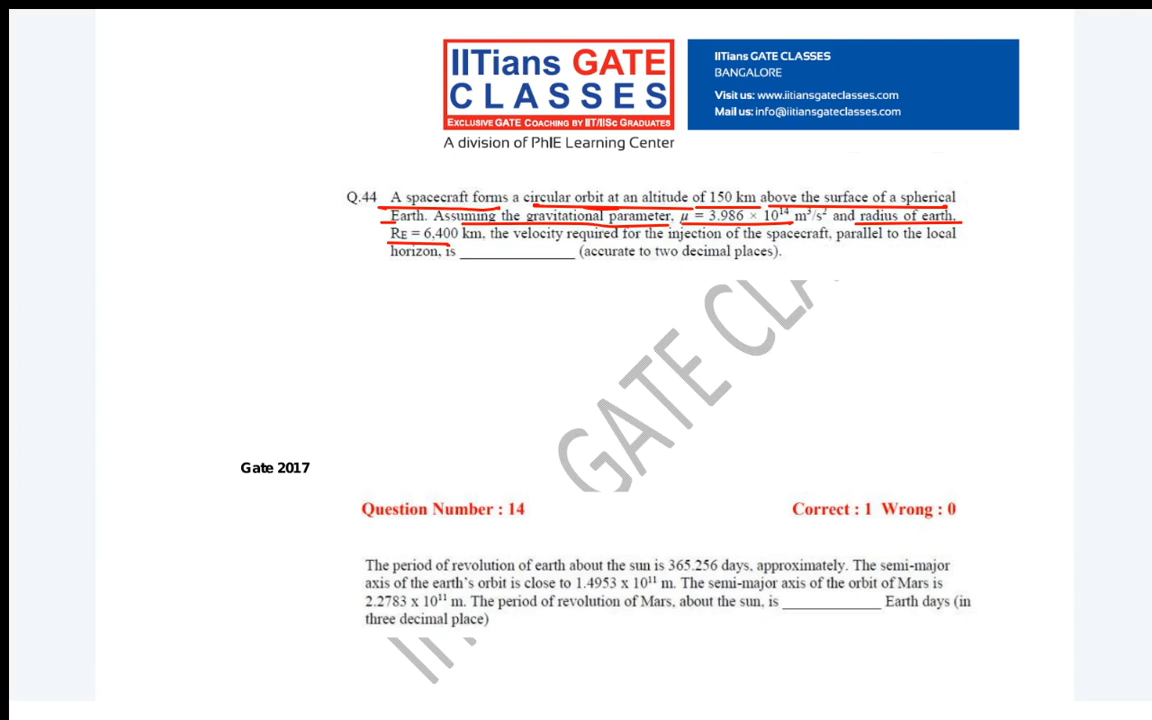 IITians GATE
CLASSES
EXCLUSIVE GATE COACHING BY IIT/IISc GRADUATES
A division of PhIE Learning Center
IITians GATE CLASSES
BANGALORE
Visit us: www.iitiansgateclasses.com
Mail us: info@iitiansgateclasses.com
Q.44 A spacecraft forms a circular orbit at an altitude of 150 km above the surface of a spherical
Earth. Assuming the gravitational parameter, μ = 3.986 × 10¹⁴ m³/s² and radius of earth,
RE = 6,400 km, the velocity required for the injection of the spacecraft, parallel to the local
horizon, is ______________ (accurate to two decimal places).
GATE CLA
Gate 2017
Question Number : 14 Correct : 1 Wrong : 0
The period of revolution of earth about the sun is 365.256 days, approximately. The semi-major
axis of the earth's orbit is close to 1.4953 x 10¹¹ m. The semi-major axis of the orbit of Mars is
2.2783 x 10¹¹ m. The period of revolution of Mars, about the sun, is ____________ Earth days (in
three decimal place)